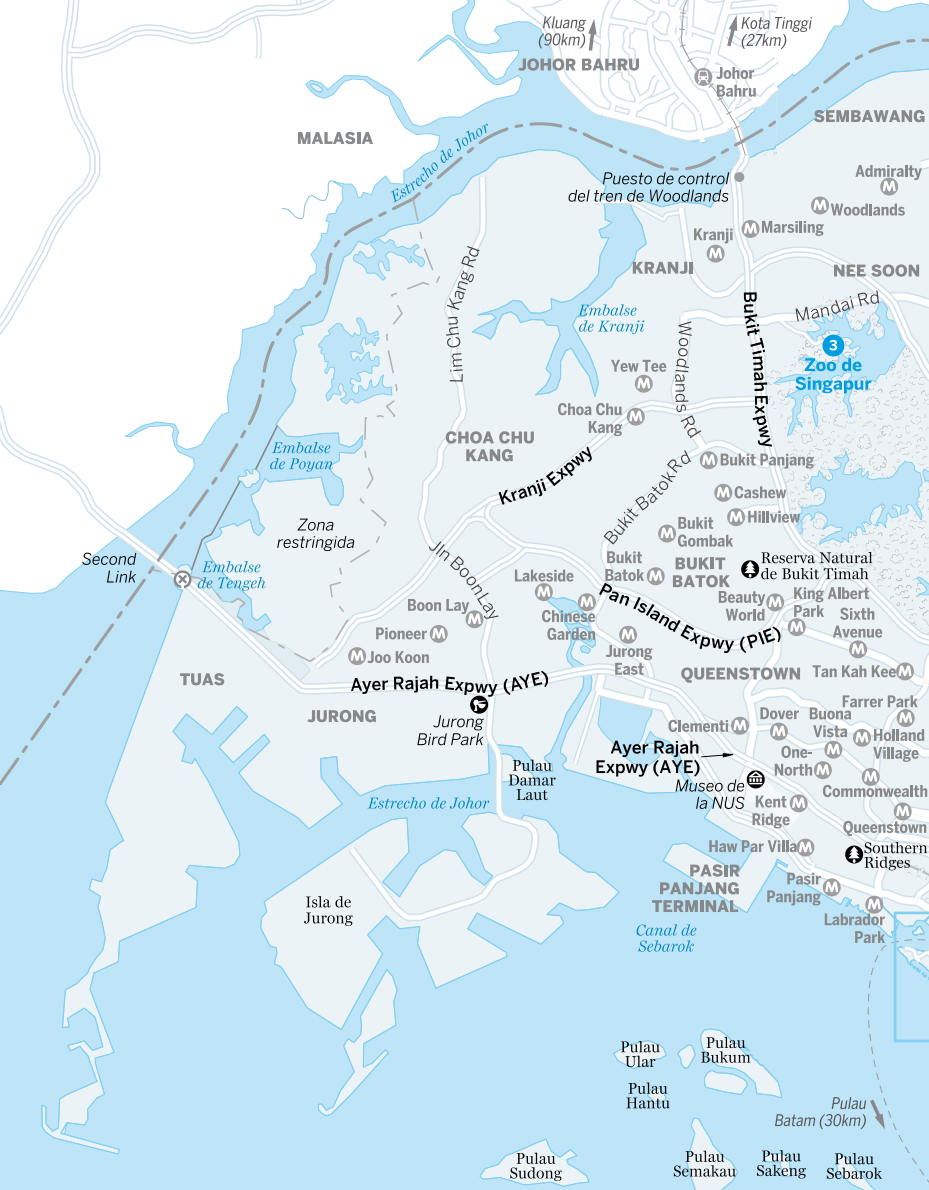 Kluang
(90km)
Kota Tinggi
(27km)
JOHOR BAHRU
Johor
Bahru
SEMBAWANG
MALASIA
Estrecho de Johor
Puesto de control
del tren de Woodlands
Admiralty
Woodlands
Marsiling
Kranji
KRANJI
NEE SOON
Lim Chu Kang Rd
Embalse
de Kranji
Bukit Timah Expwy
Mandai Rd
Woodlands Rd
3
Zoo de
Singapur
Yew Tee
Choa Chu
Kang
CHOA CHU
KANG
Embalse
de Poyan
Kranji Expwy
Bukit Batok Rd
Bukit Panjang
Cashew
Hillview
Zona
restringida
Bukit
Gombak
Jln Boon Lay
Second
Link
Embalse
de Tengeh
Lakeside
Bukit
Batok
BUKIT
BATOK
Reserva Natural
de Bukit Timah
Boon Lay
Chinese
Garden
Pan Island Expwy (PIE)
Beauty
World
King Albert
Park
Sixth
Avenue
Pioneer
Joo Koon
Jurong
East
TUAS
Ayer Rajah Expwy (AYE)
QUEENSTOWN
Tan Kah Kee
JURONG
Jurong
Bird Park
Farrer Park
Clementi
Dover
Buona
Vista
Holland
Village
Ayer Rajah
Expwy (AYE)
One-
North
Pulau
Damar
Laut
Museo de
la NUS
Commonwealth
Estrecho de Johor
Kent
Ridge
Queenstown
Haw Par Villa
Southern
Ridges
PASIR
PANJANG
TERMINAL
Pasir
Panjang
Isla de
Jurong
Labrador
Park
Canal de
Sebarok
Pulau
Ular
Pulau
Bukum
Pulau
Hantu
Pulau
Batam (30km)
Pulau
Sudong
Pulau
Semakau
Pulau
Sakeng
Pulau
Sebarok